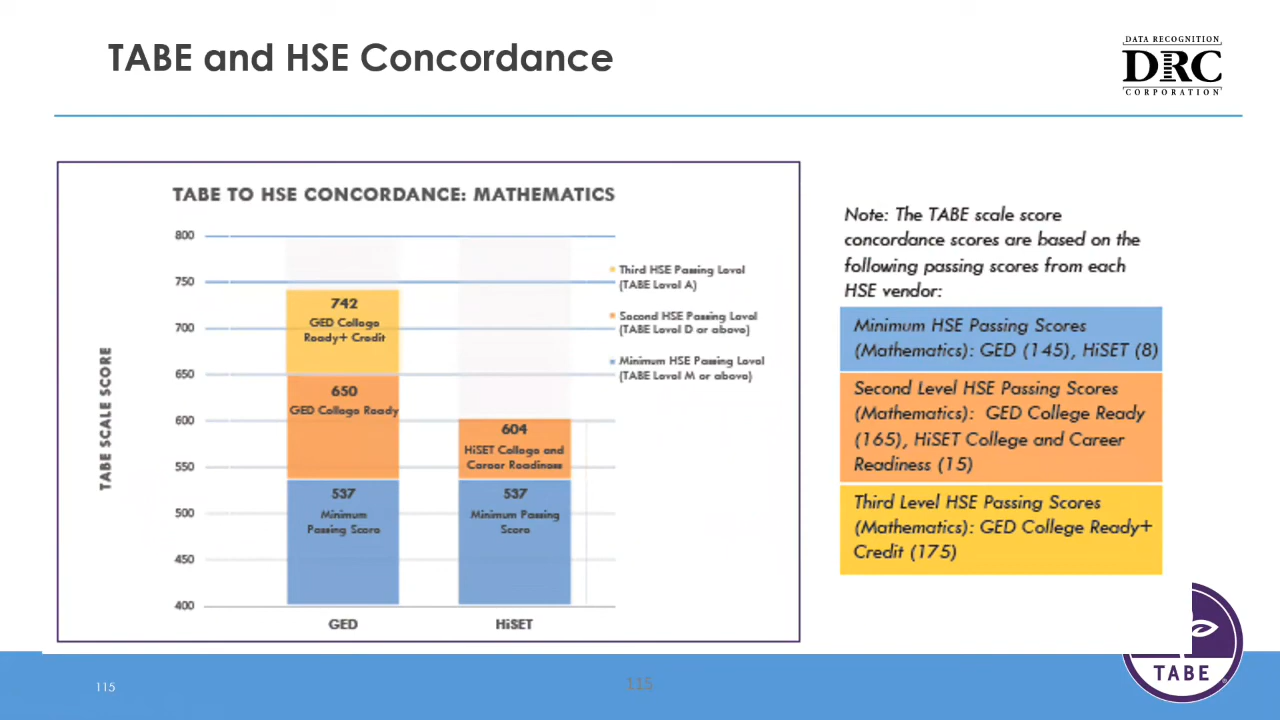 TABE and HSE Concordance
DATA RECOGNITION
DRC
CORPORATION
TABE TO HSE CONCORDANCE: MATHEMATICS
800
750
700
650
600
550
500
450
400
TABE SCALE SCORE
742
GED College
Ready+ Credit
650
GED College Ready
537
Minimum
Passing Score
604
HiSET College and
Career Readiness
537
Minimum Passing
Score
GED
HiSET
Third HSE Passing Level
(TABE Level A)
Second HSE Passing Level
(TABE Level D or above)
Minimum HSE Passing Level
(TABE Level M or above)
Note: The TABE scale score
concordance scores are based on the
following passing scores from each
HSE vendor:
Minimum HSE Passing Scores
(Mathematics): GED (145), HiSET (8)
Second Level HSE Passing Scores
(Mathematics): GED College Ready
(165), HiSET College and Career
Readiness (15)
Third Level HSE Passing Scores
(Mathematics): GED College Ready+
Credit (175)
115
115
TABE